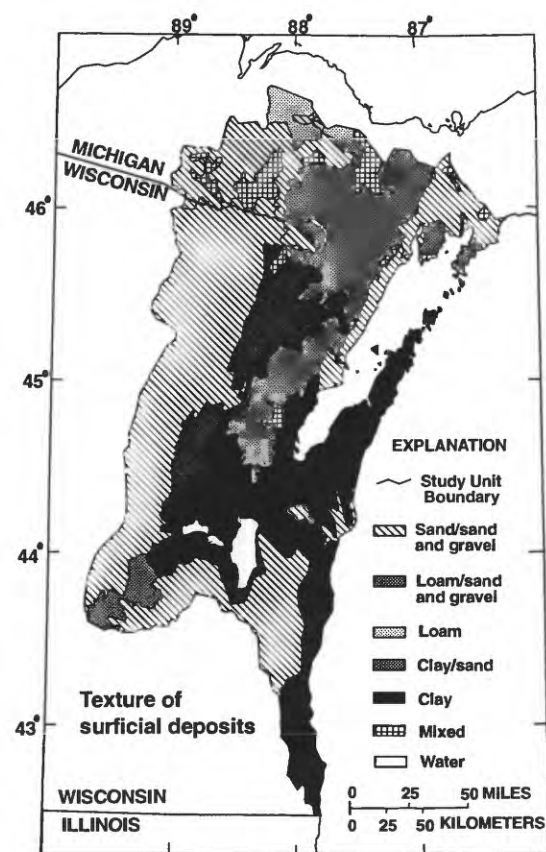 89°
88°
87°
MICHIGAN
WISCONSIN
46°
45°
44°
43°
EXPLANATION
Study Unit
Boundary
Sand/sand
and gravel
Loam/sand
and gravel
Loam
Clay/sand
Clay
Mixed
Water
Texture of
surficial deposits
WISCONSIN
ILLINOIS
0 25 50 MILES
0 25 50 KILOMETERS